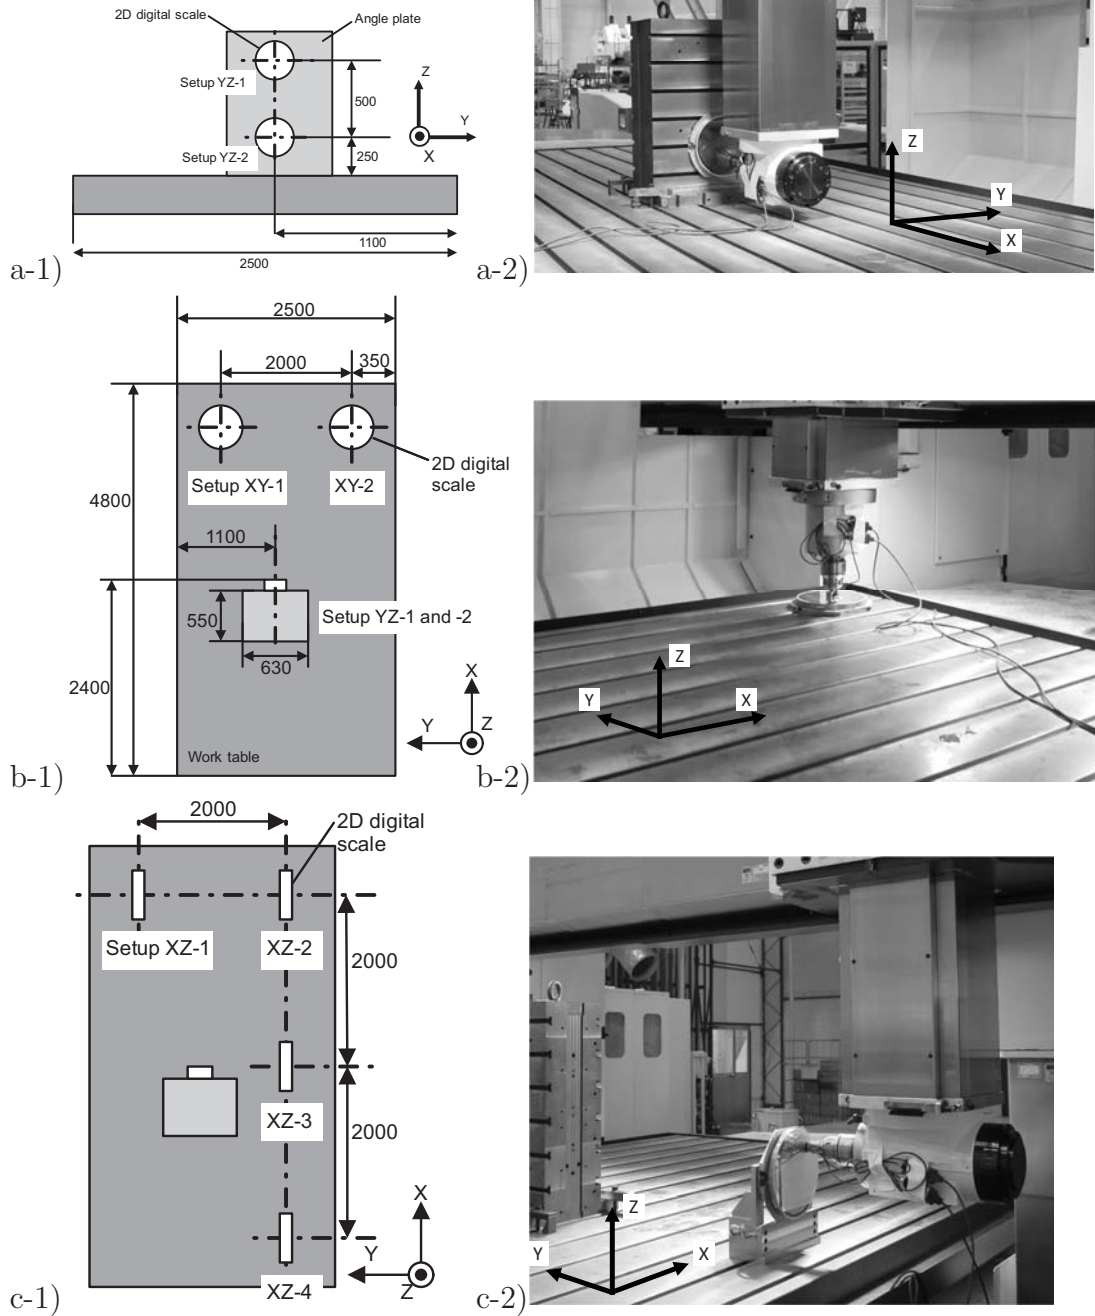 2D digital scale
Angle plate
Setup YZ-1
Z
500
Y
X
Setup YZ-2
250
1100
2500
a-1)
Z
Y
X
a-2)
2500
2000
350
2D digital
scale
Setup XY-1
XY-2
4800
1100
550
Setup YZ-1 and -2
630
2400
X
Y
Z
Work table
b-1)
Z
Y
X
b-2)
2000
2D digital
scale
Setup XZ-1
XZ-2
2000
XZ-3
2000
X
Y
Z
XZ-4
c-1)
Z
Y
X
c-2)